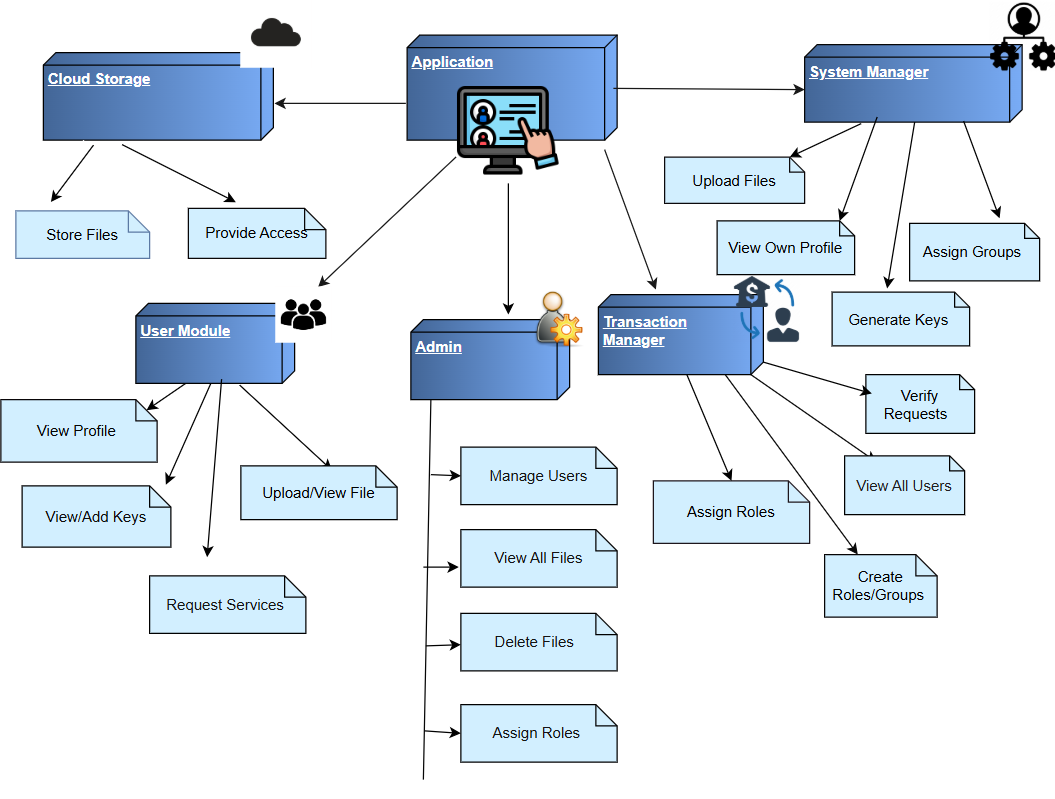 Application
Cloud Storage
System Manager
Upload Files
Store Files
Provide Access
View Own Profile
Assign Groups
Generate Keys
User Module
Admin
Transaction
Manager
View Profile
View/Add Keys
Upload/View File
Request Services
Manage Users
View All Files
Delete Files
Assign Roles
Verify
Requests
View All Users
Assign Roles
Create
Roles/Groups